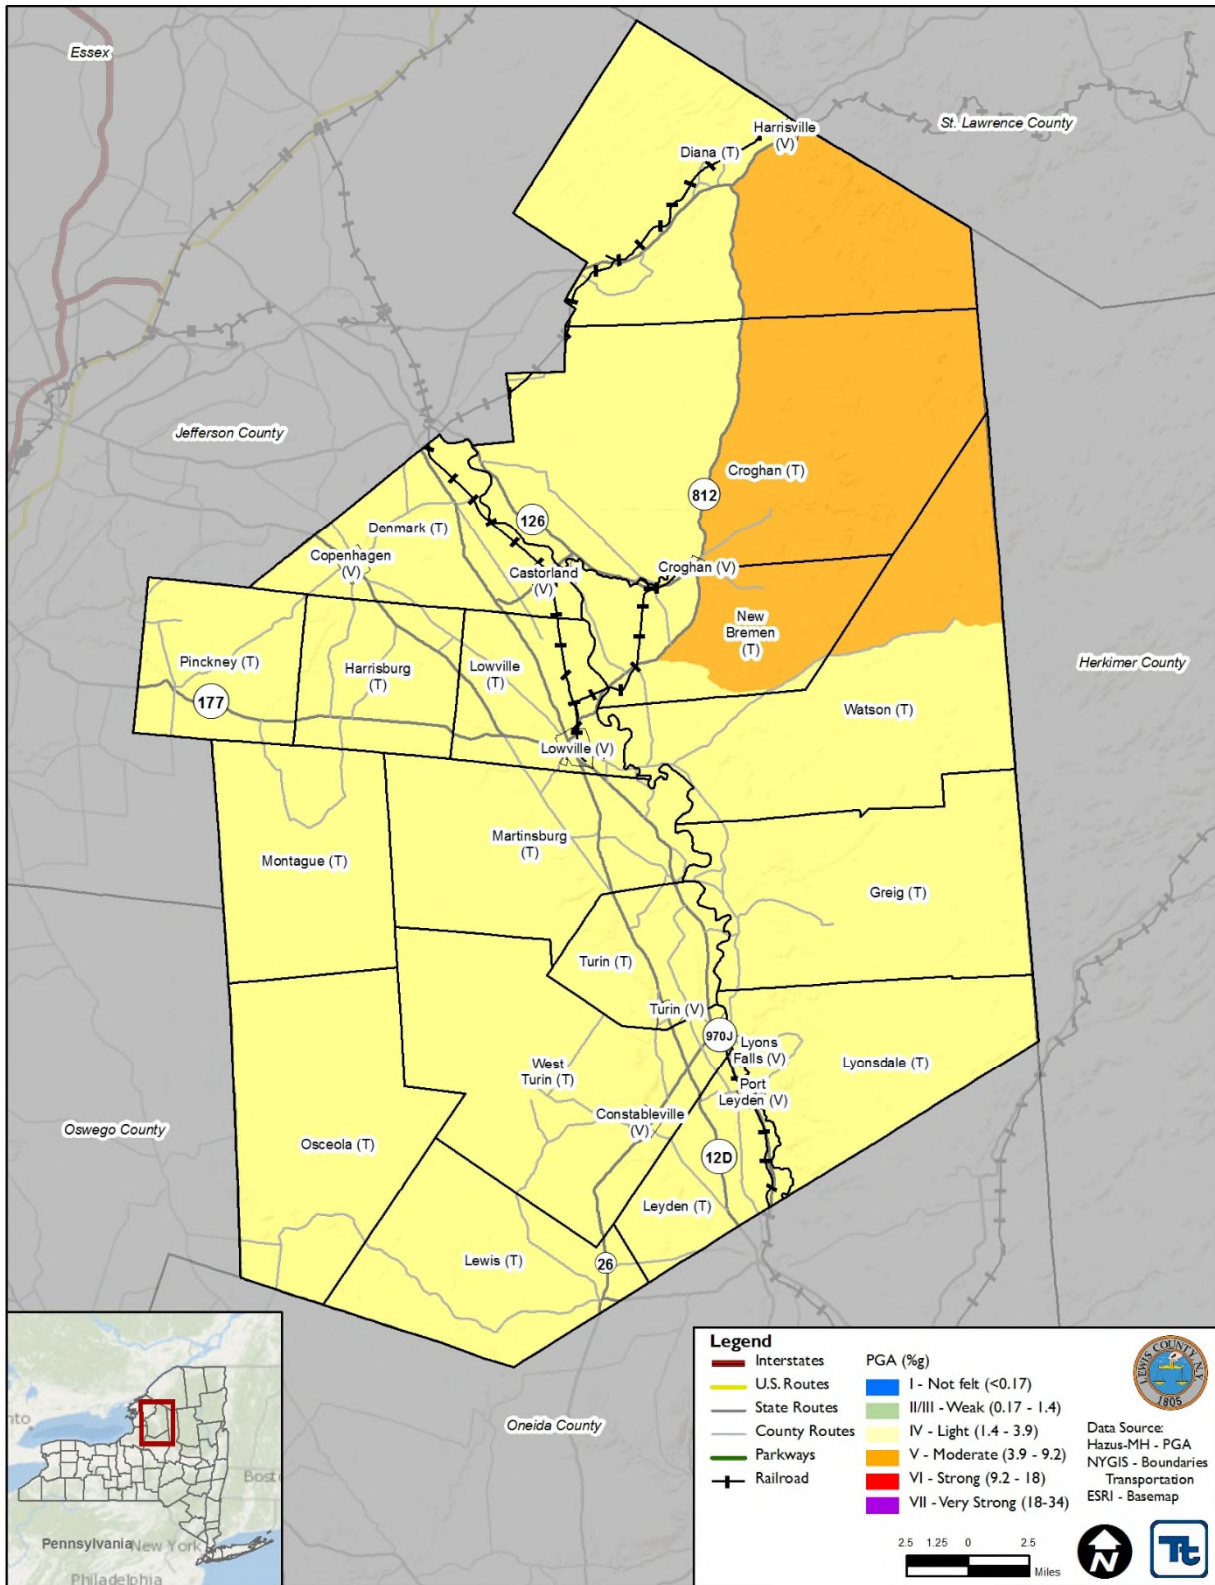 Essex
St. Lawrence County
Harrisville
(V)
Diana (T)
Jefferson County
Croghan (T)
812
126
Denmark (T)
Copenhagen
(V)
Castorland
(V)
Croghan (V)
New
Bremen
(T)
Pinckney (T)
Harrisburg
(T)
Lowville
(T)
Herkimer County
177
Watson (T)
Lowville (V)
Martinsburg
(T)
Montague (T)
Greig (T)
Turin (T)
Turin (V)
970J
Lyons
Falls (V)
West
Turin (T)
Lyonsdale (T)
Port
Leyden (V)
Constableville
(V)
Oswego County
Osceola (T)
12D
Leyden (T)
Lewis (T)
26
Oneida County
nto
Bost
Pennsylvania
New York
Philadelphia
Legend
Interstates
U.S. Routes
State Routes
County Routes
Parkways
Railroad
PGA (%g)
I - Not felt (<0.17)
II/III - Weak (0.17 - 1.4)
IV - Light (1.4 - 3.9)
V - Moderate (3.9 - 9.2)
VI - Strong (9.2 - 18)
VII - Very Strong (18-34)
LEWIS COUNTY, N.Y.
1805
Data Source:
Hazus-MH - PGA
NYGIS - Boundaries
Transportation
ESRI - Basemap
2.5 1.25 0 2.5
Miles
N
Tt